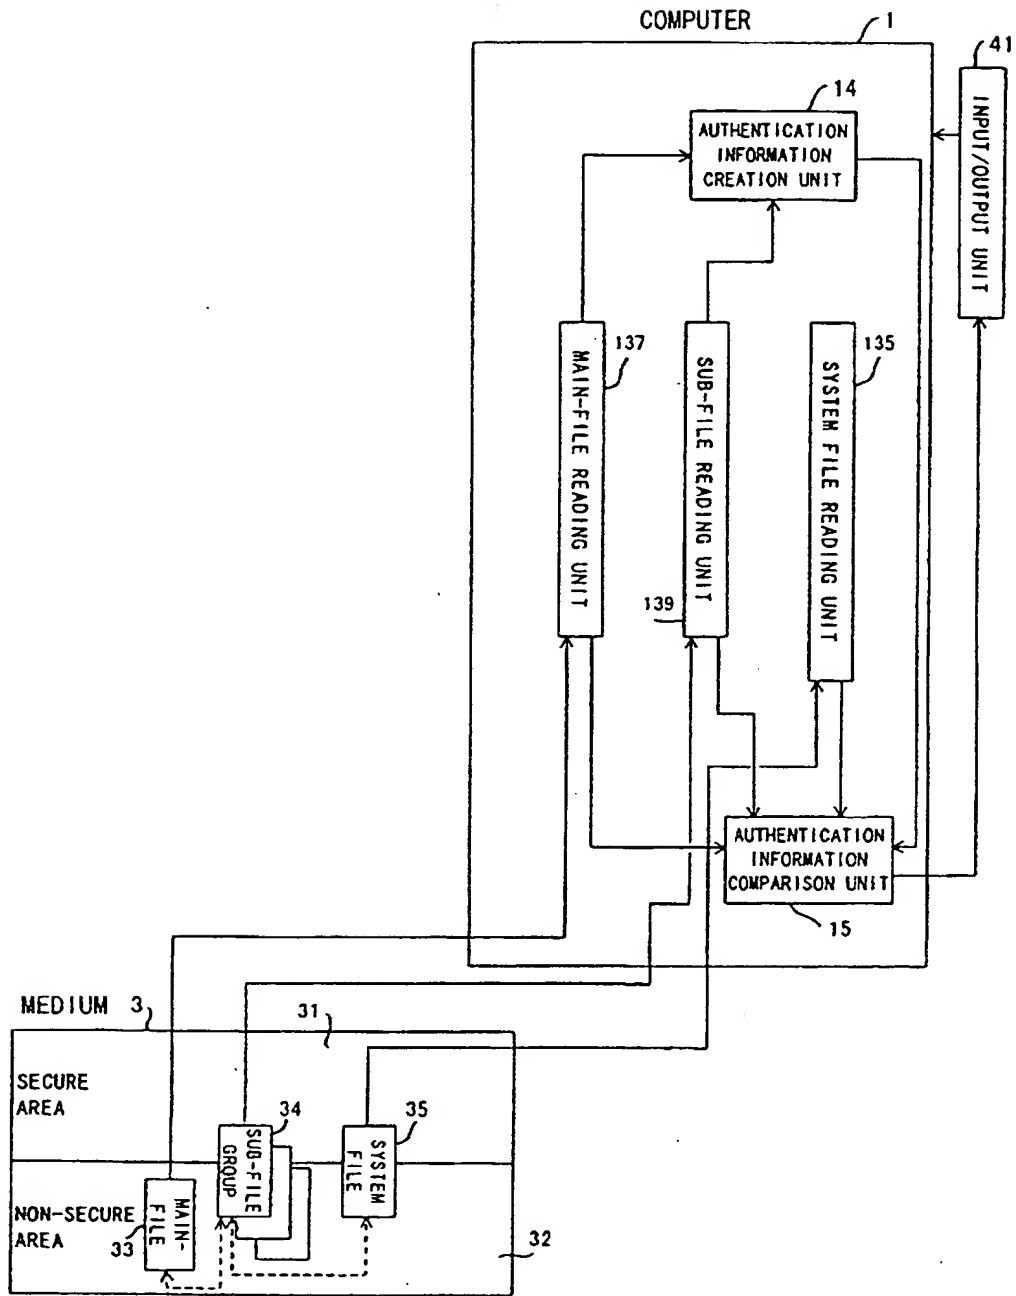 COMPUTER
1
41
14
AUTHENTICATION
INFORMATION
CREATION UNIT
INPUT/OUTPUT UNIT
137
MAIN-FILE READING UNIT
SUB-FILE READING UNIT
139
135
SYSTEM FILE READING UNIT
AUTHENTICATION
INFORMATION
COMPARISON UNIT
15
MEDIUM
3
31
SECURE
AREA
34
SUB-FILE
GROUP
35
SYSTEM
FILE
NON-SECURE
AREA
MAIN-
FILE
33
32